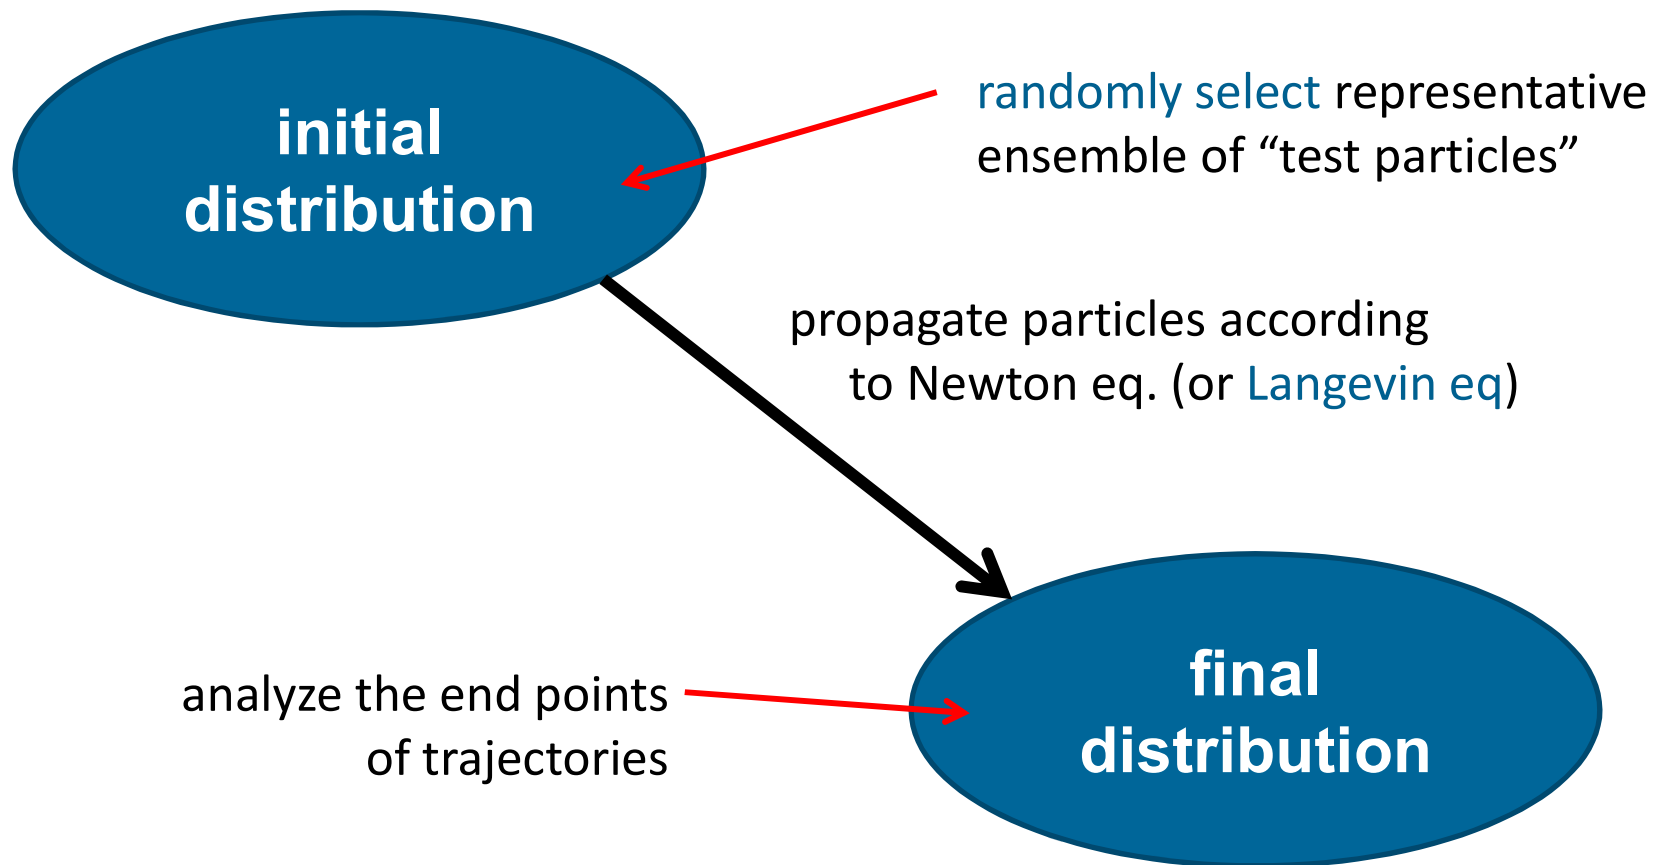 initial
distribution
randomly select representative
ensemble of “test particles”
propagate particles according
to Newton eq. (or Langevin eq)
analyze the end points
of trajectories
final
distribution